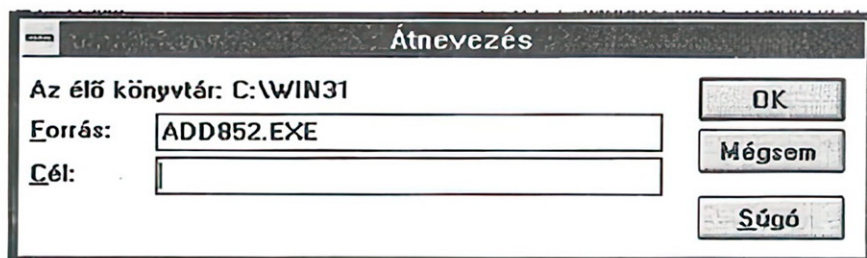 Átnevezés
Az élő könyvtár: C:\WIN31
OK
Forrás: ADD852.EXE
Mégsem
Cél:
Súgó